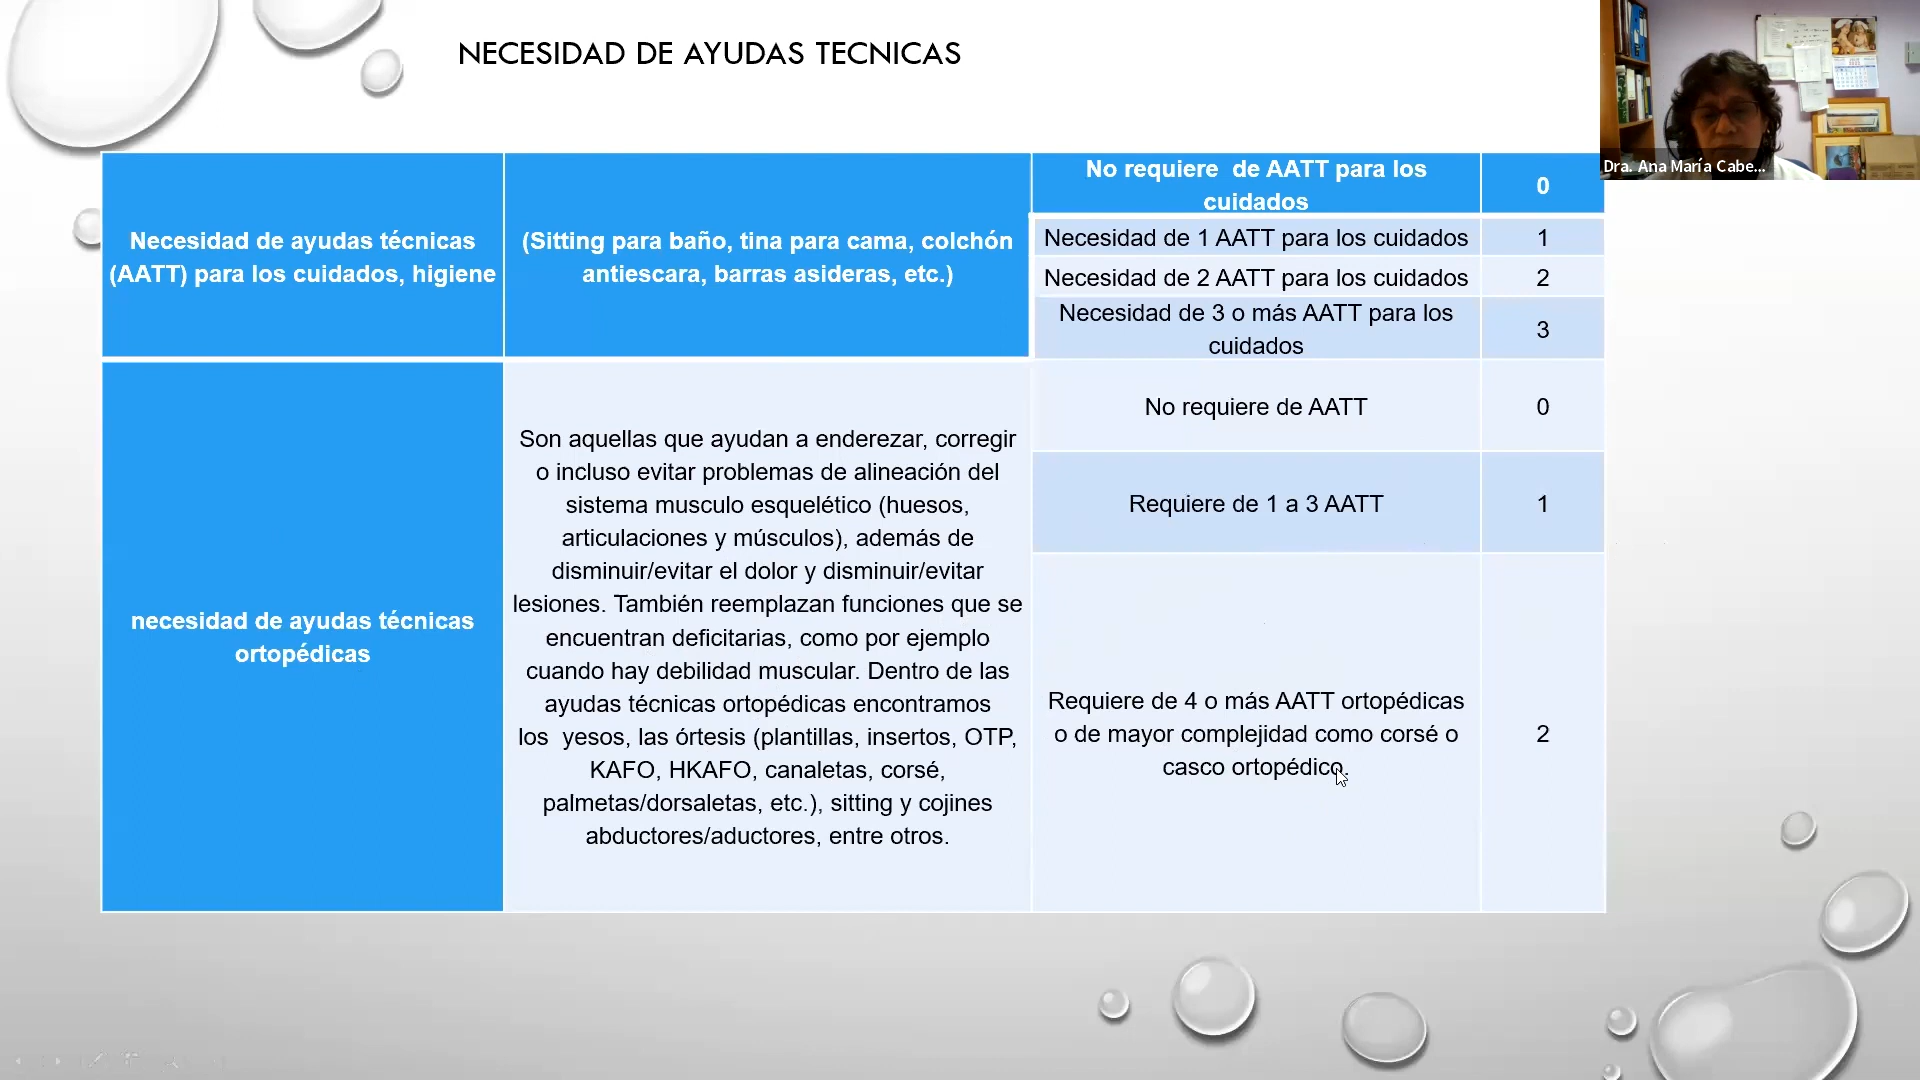 NECESIDAD DE AYUDAS TECNICAS
Dra. Ana María Cabe...
Necesidad de ayudas técnicas
(AATT) para los cuidados, higiene
(Sitting para baño, tina para cama, colchón
antiescara, barras asideras, etc.)
No requiere de AATT para los
cuidados
0
Necesidad de 1 AATT para los cuidados
1
Necesidad de 2 AATT para los cuidados
2
Necesidad de 3 o más AATT para los
cuidados
3
necesidad de ayudas técnicas
ortopédicas
Son aquellas que ayudan a enderezar, corregir
o incluso evitar problemas de alineación del
sistema musculo esquelético (huesos,
articulaciones y músculos), además de
disminuir/evitar el dolor y disminuir/evitar
lesiones. También reemplazan funciones que se
encuentran deficitarias, como por ejemplo
cuando hay debilidad muscular. Dentro de las
ayudas técnicas ortopédicas encontramos
los yesos, las órtesis (plantillas, insertos, OTP,
KAFO, HKAFO, canaletas, corsé,
palmetas/dorsaletas, etc.), sitting y cojines
abductores/aductores, entre otros.
No requiere de AATT
0
Requiere de 1 a 3 AATT
1
Requiere de 4 o más AATT ortopédicas
o de mayor complejidad como corsé o
casco ortopédico.
2